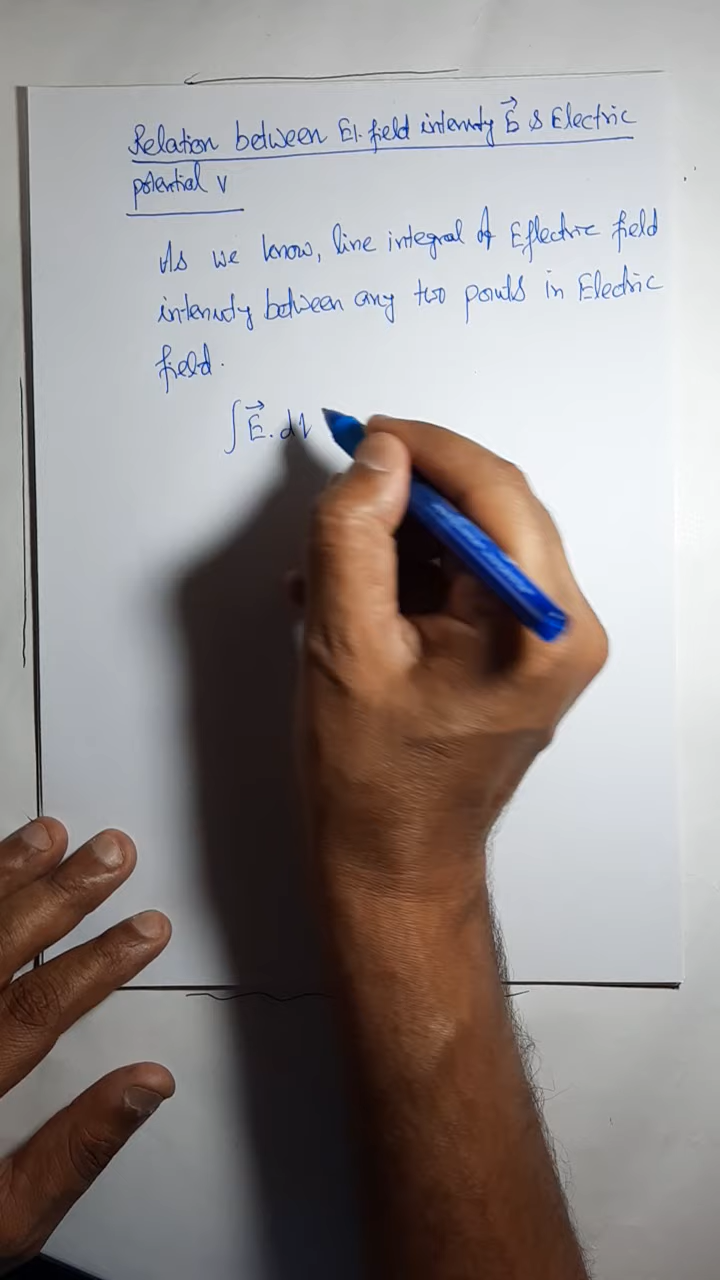 Relation between El. field intensity E⃗ & Electric
potential V
As we know, line integral of Eflectric field
intensity between any two points in Electric
field.
∫E⃗. dl